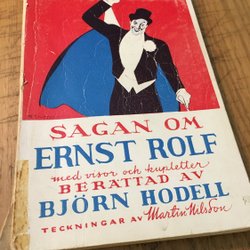 SAGAN OM
ERNST ROLF
med visor och kupletter
BERÄTTAD AV
BJÖRN HODELL
TECKNINGAR AV Martin Nilsson